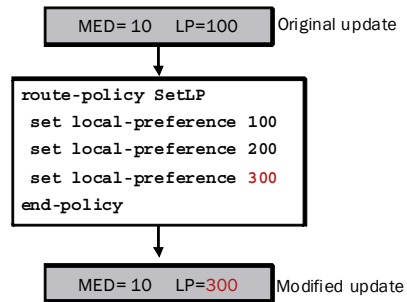 MED= 10 LP=100 Original update
route-policy SetLP
set local-preference 100
set local-preference 200
set local-preference 300
end-policy
MED= 10 LP=300 Modified update